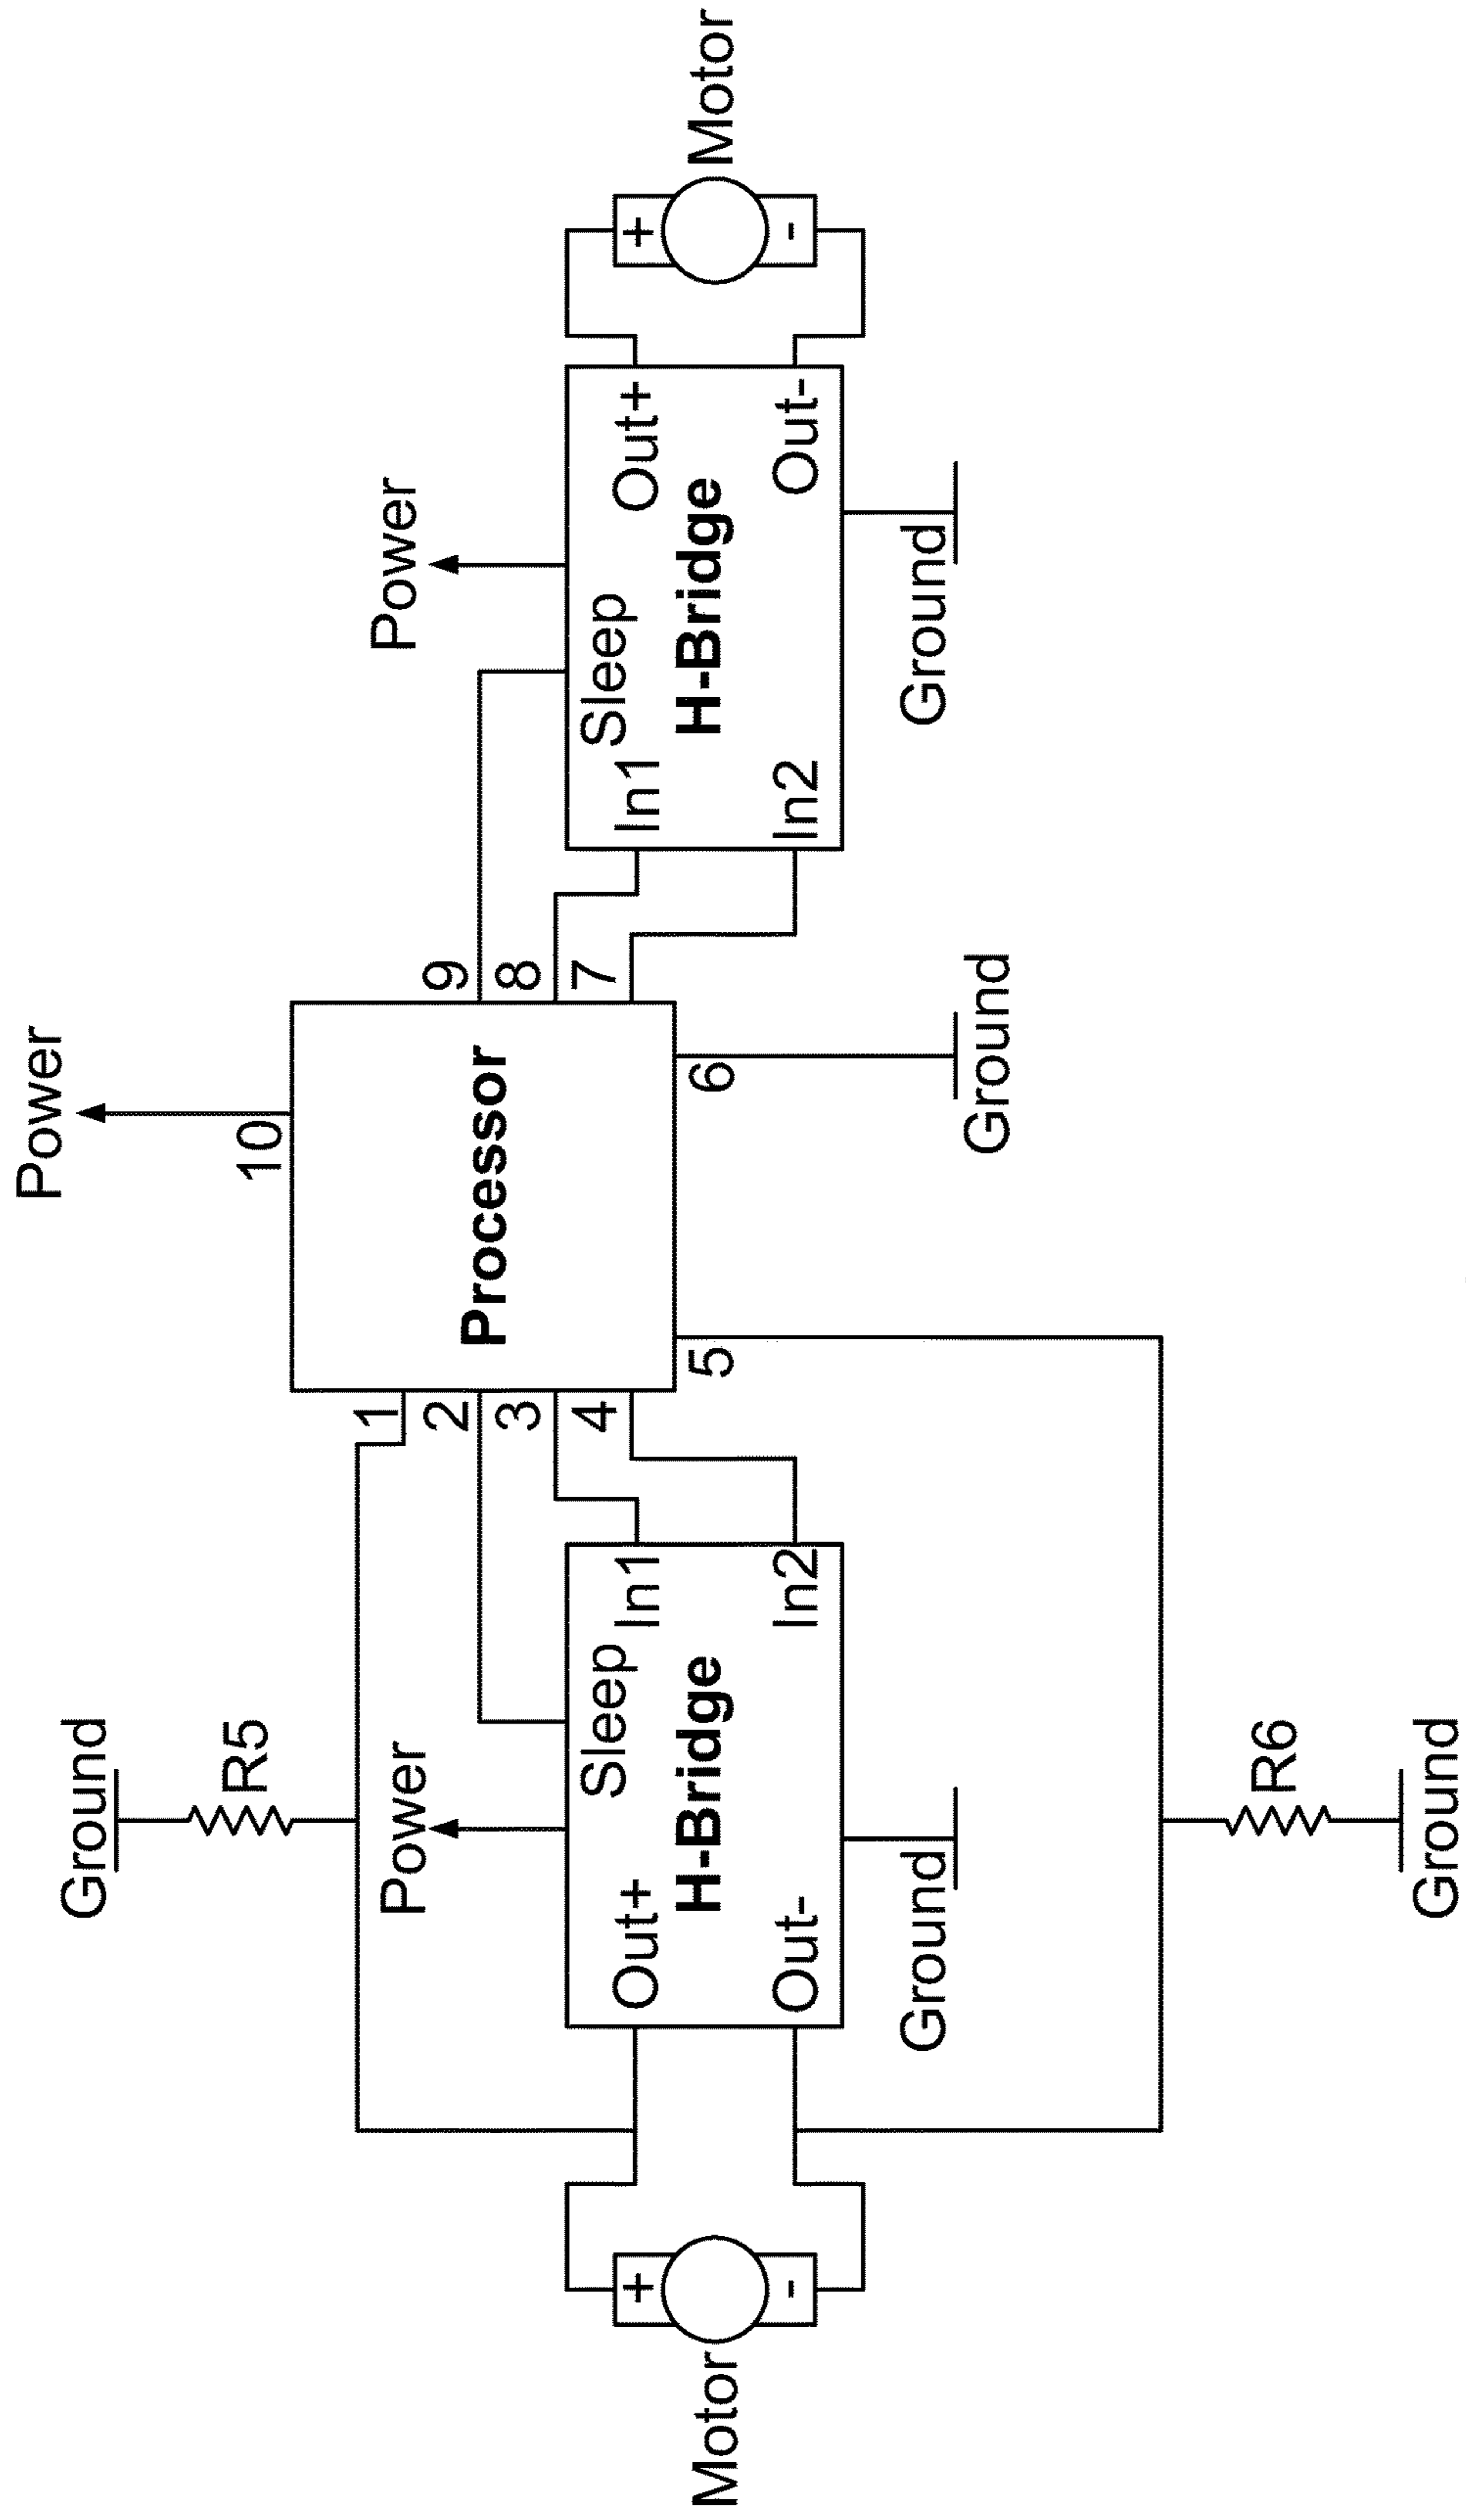 Power
10
Ground
R5
1
2
3
4
9
8
7
Processor
Power
Power
Out+
Sleep
In1
H-Bridge
Out-
In2
Motor
+
-
Ground
5
6
Ground
Sleep
In1
Out+
H-Bridge
In2
Out-
Motor
+
-
Ground
R6
Ground